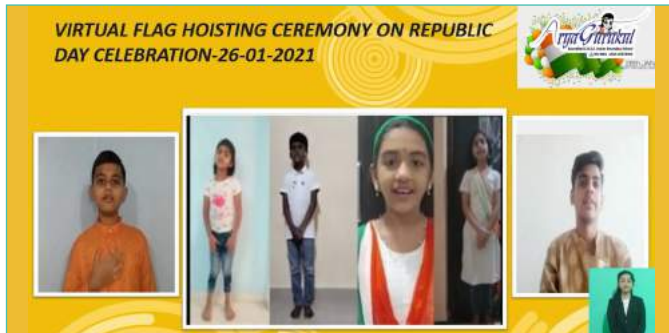 VIRTUAL FLAG HOISTING CEREMONY ON REPUBLIC
DAY CELEBRATION-26-01-2021
Arya Gurukul